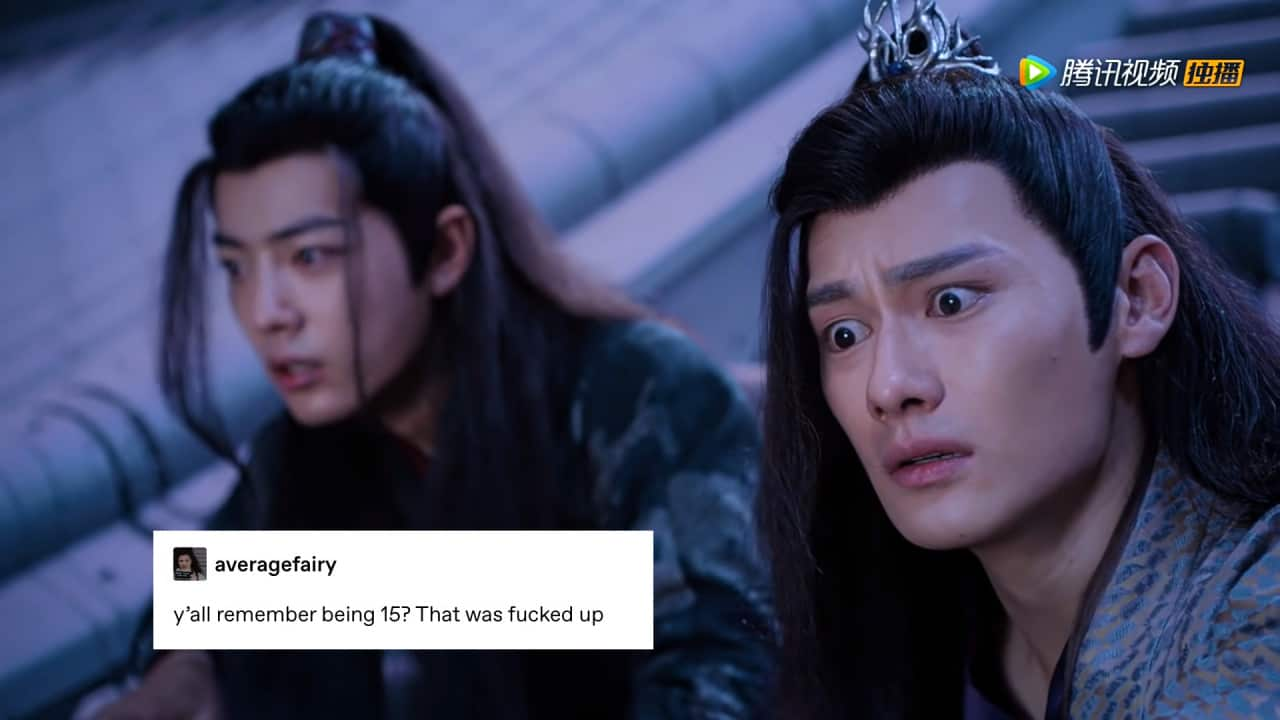 腾讯视频 独播
averagefairy
y'all remember being 15? That was fucked up